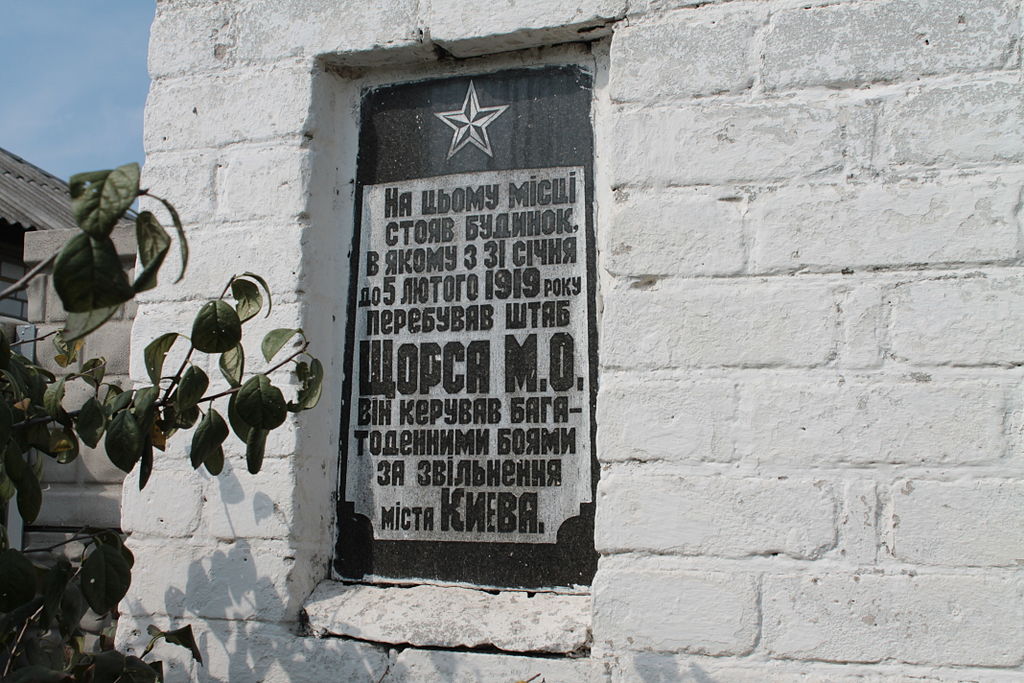 На цьому місці
стояв будинок,
в якому з 31 січня
до 5 лютого 1919 року
перебував штаб
Щорса М.О.
Він керував бага-
тоденними боями
за звільнення
міста Києва.